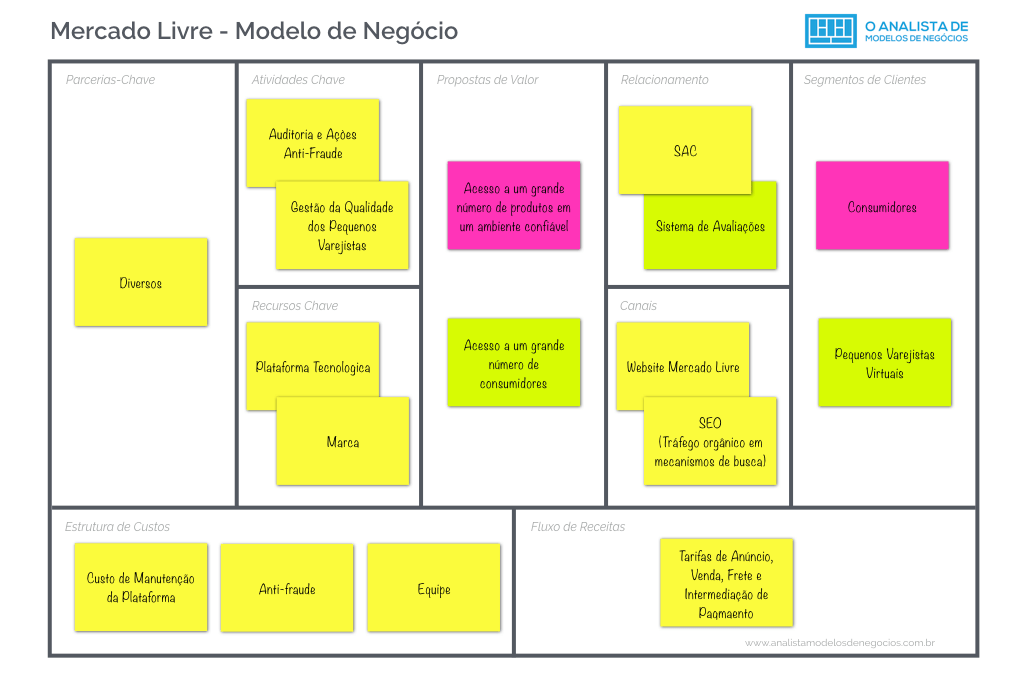 Mercado Livre - Modelo de Negócio
O ANALISTA DE
MODELOS DE NEGÓCIOS
Parcerias-Chave
Diversos
Atividades Chave
Auditoria e Ações
Anti-Fraude
Gestão da Qualidade
dos Pequenos
Varejistas
Recursos Chave
Plataforma Tecnologica
Marca
Propostas de Valor
Acesso a um grande
número de produtos em
um ambiente confiável
Acesso a um grande
número de
consumidores
Relacionamento
SAC
Sistema de Avaliações
Canais
Website Mercado Livre
SEO
(Tráfego orgânico em
mecanismos de busca)
Segmentos de Clientes
Consumidores
Pequenos Varejistas
Virtuais
Estrutura de Custos
Custo de Manutenção
da Plataforma
Anti-fraude
Equipe
Fluxo de Receitas
Tarifas de Anúncio,
Venda, Frete e
Intermediação de
Pagmaento
www.analistamodelosdenegocios.com.br